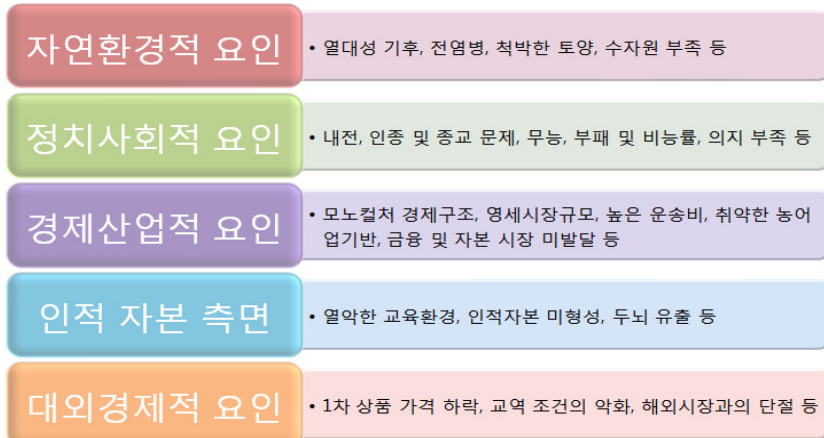 자연환경적 요인
• 열대성 기후, 전염병, 척박한 토양, 수자원 부족 등
정치사회적 요인
• 내전, 인종 및 종교 문제, 무능, 부패 및 비능률, 의지 부족 등
경제산업적 요인
• 모노컬처 경제구조, 영세시장규모, 높은 운송비, 취약한 농어
업기반, 금융 및 자본 시장 미발달 등
인적 자본 측면
• 열악한 교육환경, 인적자본 미형성, 두뇌 유출 등
대외경제적 요인
• 1차 상품 가격 하락, 교역 조건의 악화, 해외시장과의 단절 등